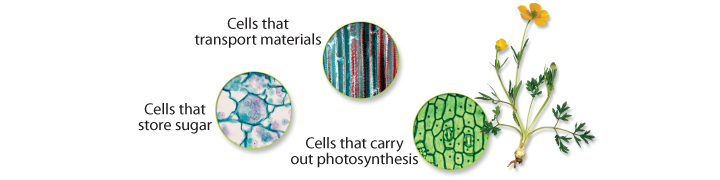 Cells that
transport materials
Cells that
store sugar
Cells that carry
out photosynthesis